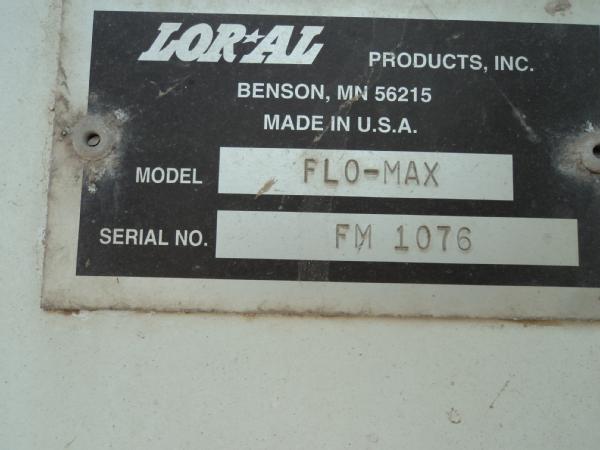 LOR★AL PRODUCTS, INC.
BENSON, MN 56215
MADE IN U.S.A.
MODEL FLO-MAX
SERIAL NO. FM 1076